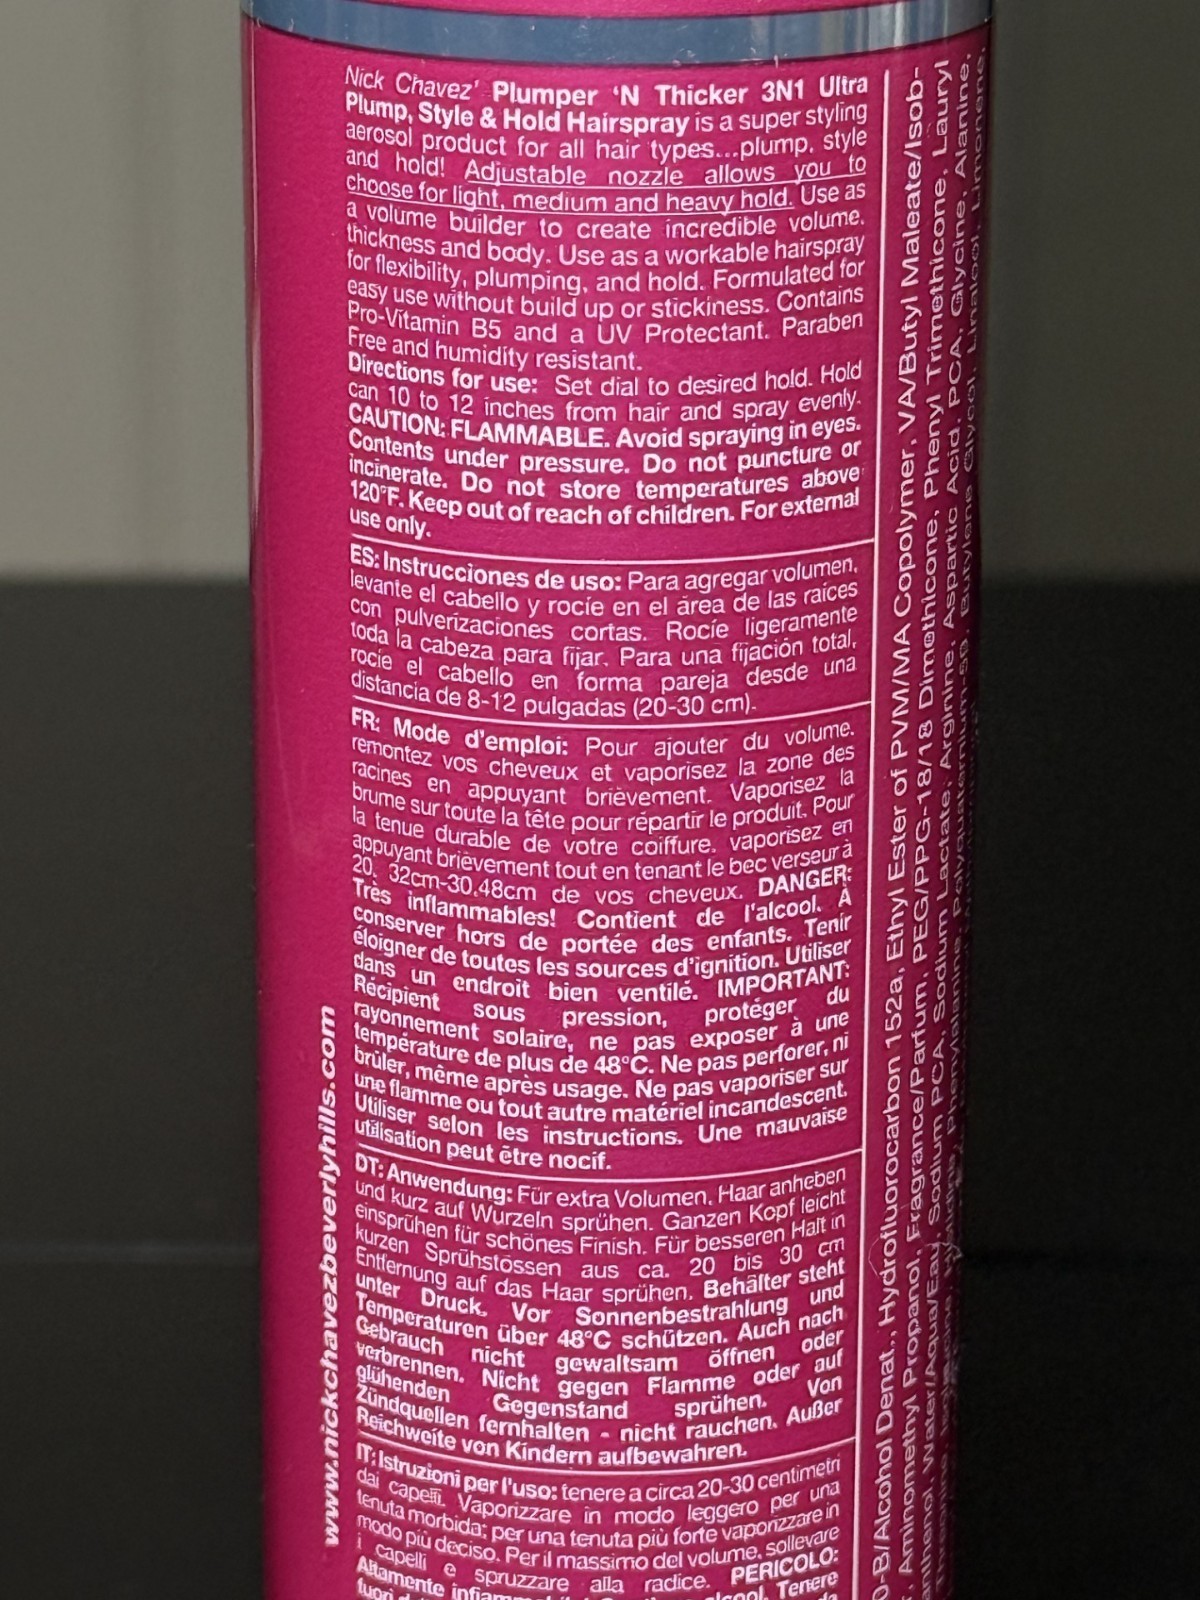 Nick Chavez' Plumper 'N Thicker 3N1 Ultra
Plump, Style & Hold Hairspray is a super styling
aerosol product for all hair types...plump, style
and hold! Adjustable nozzle allows you to
choose for light, medium and heavy hold. Use as
a volume builder to create incredible volume,
thickness and body. Use as a workable hairspray
for flexibility, plumping, and hold. Formulated for
easy use without build up or stickiness. Contains
Pro-Vitamin B5 and a UV Protectant. Paraben
Free and humidity resistant.
Directions for use: Set dial to desired hold. Hold
can 10 to 12 inches from hair and spray evenly.
CAUTION: FLAMMABLE. Avoid spraying in eyes.
Contents under pressure. Do not puncture or
incinerate. Do not store temperatures above
120°F. Keep out of reach of children. For external
use only.
ES: Instrucciones de uso: Para agregar volumen,
levante el cabello y rocíe en el área de las raíces
con pulverizaciones cortas. Rocíe ligeramente
toda la cabeza para fijar. Para una fijación total,
rocíe el cabello en forma pareja desde una
distancia de 8-12 pulgadas (20-30 cm).
FR: Mode d'emploi: Pour ajouter du volume,
remontez vos cheveux et vaporisez la zone des
racines en appuyant brièvement. Vaporisez la
brume sur toute la tête pour répartir le produit. Pour
la tenue durable de votre coiffure, vaporisez en
appuyant brièvement tout en tenant le bec verseur à
20, 32cm-30,48cm de vos cheveux. DANGER:
Très inflammables! Contient de l'alcool. À
conserver hors de portée des enfants. Tenir
éloigner de toutes les sources d'ignition. Utiliser
dans un endroit bien ventilé. IMPORTANT:
Récipient sous pression, protéger du
rayonnement solaire, ne pas exposer à une
température de plus de 48°C. Ne pas perforer, ni
brûler, même après usage. Ne pas vaporiser sur
une flamme ou tout autre matériel incandescent.
Utiliser selon les instructions. Une mauvaise
utilisation peut être nocif.
DT: Anwendung: Für extra Volumen, Haar anheben
und kurz auf Wurzeln sprühen. Ganzen Kopf leicht
einsprühen für schönes Finish. Für besseren Halt in
kurzen Sprühstössen aus ca. 20 bis 30 cm
Entfernung auf das Haar sprühen. Behälter steht
unter Druck. Vor Sonnenbestrahlung und
Temperaturen über 48°C schützen. Auch nach
Gebrauch nicht gewaltsam öffnen oder
verbrennen. Nicht gegen Flamme oder auf
glühenden Gegenstand sprühen. Von
Zündquellen fernhalten - nicht rauchen. Außer
Reichweite von Kindern aufbewahren.
IT: Istruzioni per l'uso: tenere a circa 20-30 centimetri
dai capelli. Vaporizzare in modo leggero per una
tenuta morbida; per una tenuta più forte vaporizzare in
modo più deciso. Per il massimo del volume, sollevare
i capelli e spruzzare alla radice. PERICOLO:
Altamente alcool. Tenere
www.nickchavezbeverlyhills.com
0-B/Alcohol Denat., Hydrofluorocarbon 152a, Ethyl Ester of PVM/MA Copolymer, VA/Butyl Maleate/Isob-
, Aminomethyl Propanol, Fragrance/Parfum, PEG/PPG-18/18 Dimethicone, Phenyl Trimethicone, Lauryl
anthenol, Water/Aqua/Eau, Sodium PCA, Sodium Lactate, Arginine, Aspartic Acid, PCA, Glycine, Alanine,
Phenylalanine, Polyquaternium-59, Butylene Glycol, Linalool, Limonene,